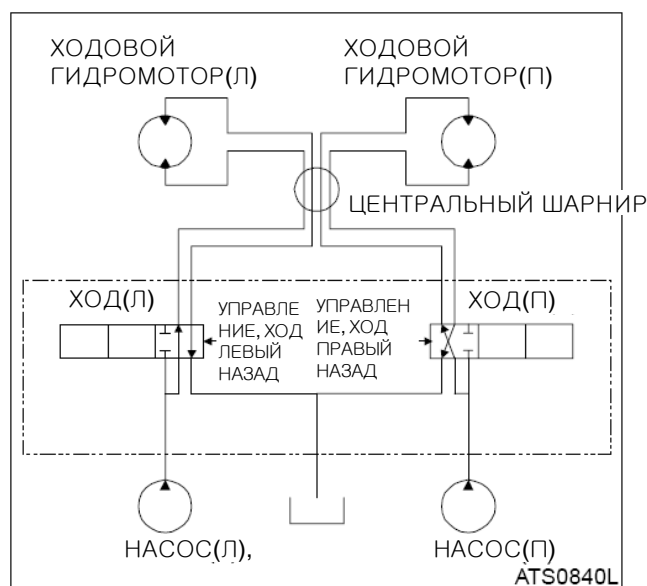 ХОДОВОЙ
ГИДРОМОТОР(Л)
ХОДОВОЙ
ГИДРОМОТОР(П)
ЦЕНТРАЛЬНЫЙ ШАРНИР
ХОД(Л)
УПРАВЛЕ
НИЕ, ХОД
ЛЕВЫЙ
НАЗАД
УПРАВЛЕН
ИЕ, ХОД
ПРАВЫЙ
НАЗАД
ХОД(П)
НАСОС(Л),
НАСОС(П)
ATS0840L